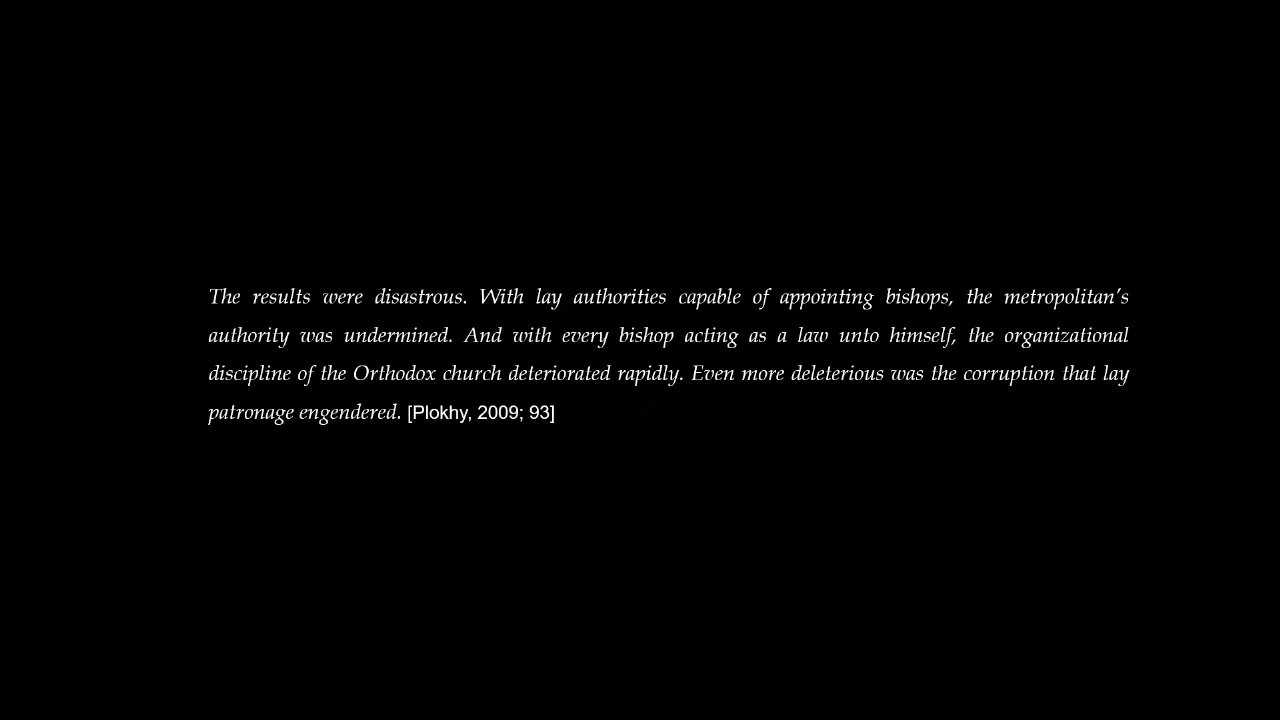 The results were disastrous. With lay authorities capable of appointing bishops, the metropolitan’s
authority was undermined. And with every bishop acting as a law unto himself, the organizational
discipline of the Orthodox church deteriorated rapidly. Even more deleterious was the corruption that lay
patronage engendered. [Plokhy, 2009; 93]